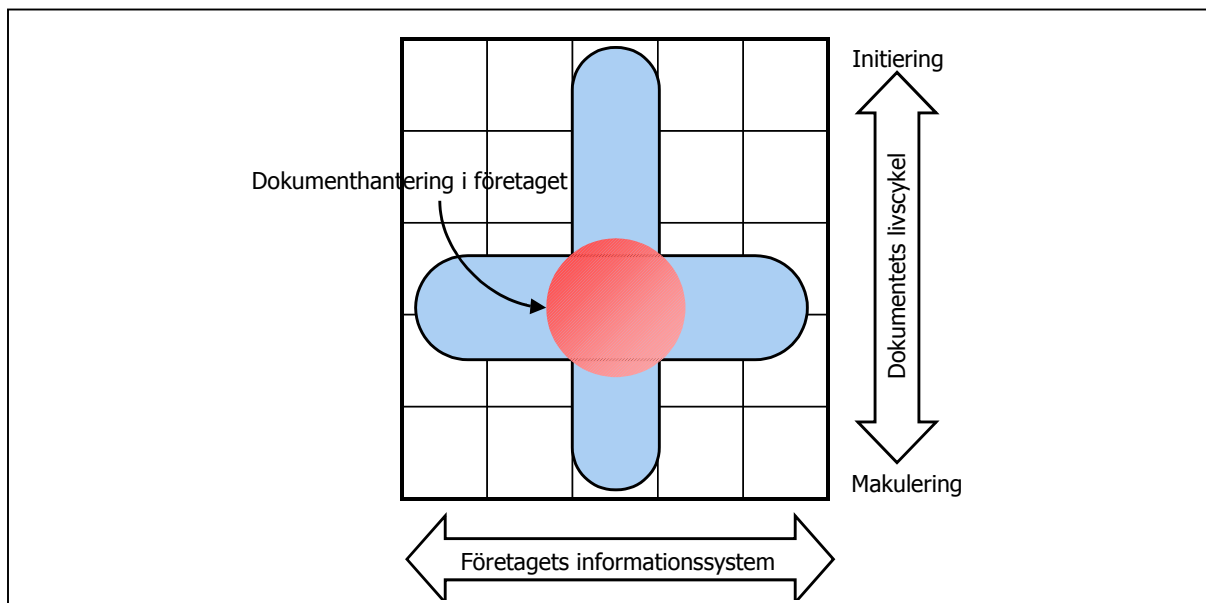 Initiering
Dokumenthantering i företaget
Dokumentets livscykel
Makulering
Företagets informationssystem